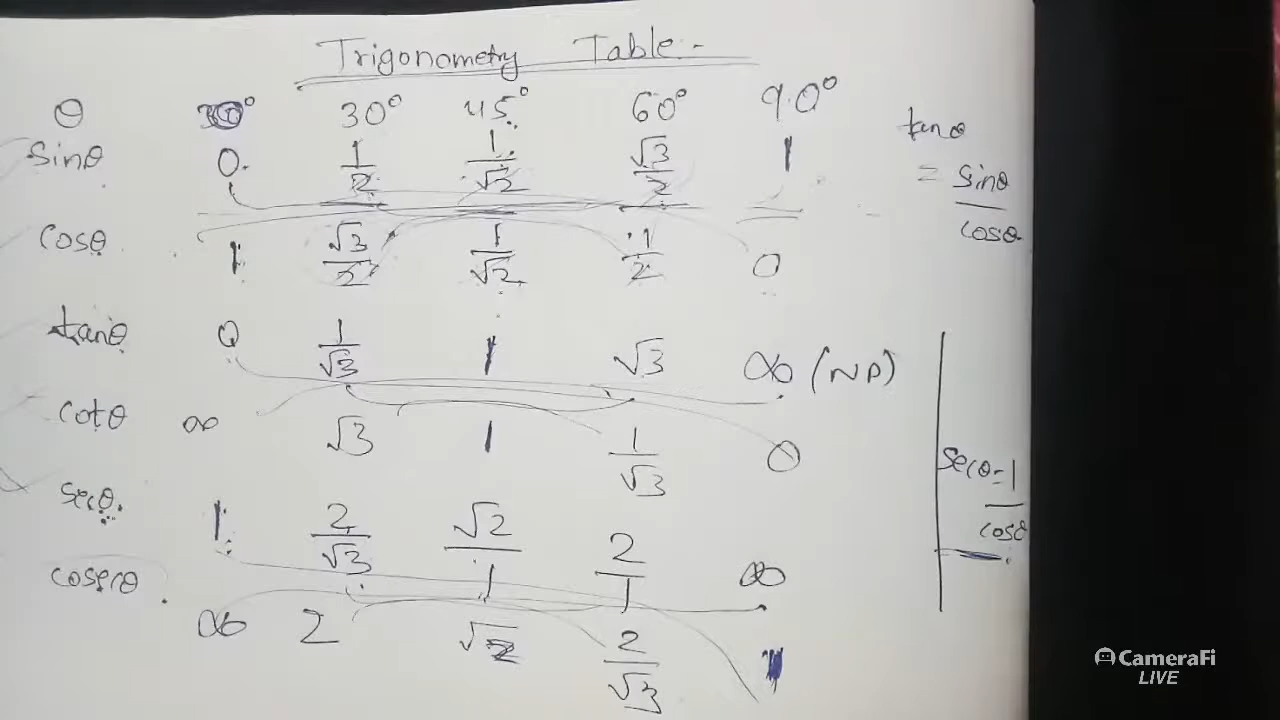 Trigonometry Table:-
θ 30° 45° 60° 90°
sinθ 0 1/2 1/√2 √3/2 1
cosθ 1 √3/2 1/√2 1/2 0
tanθ 0 1/√3 1 √3 ∞ (ND)
cotθ ∞ √3 1 1/√3 0
secθ 1 2/√3 √2/1 2/1 ∞
cosecθ ∞ 2 √2 2/√3 1
tanθ
= sinθ
cosθ
secθ = 1
cosθ
CameraFi
LIVE